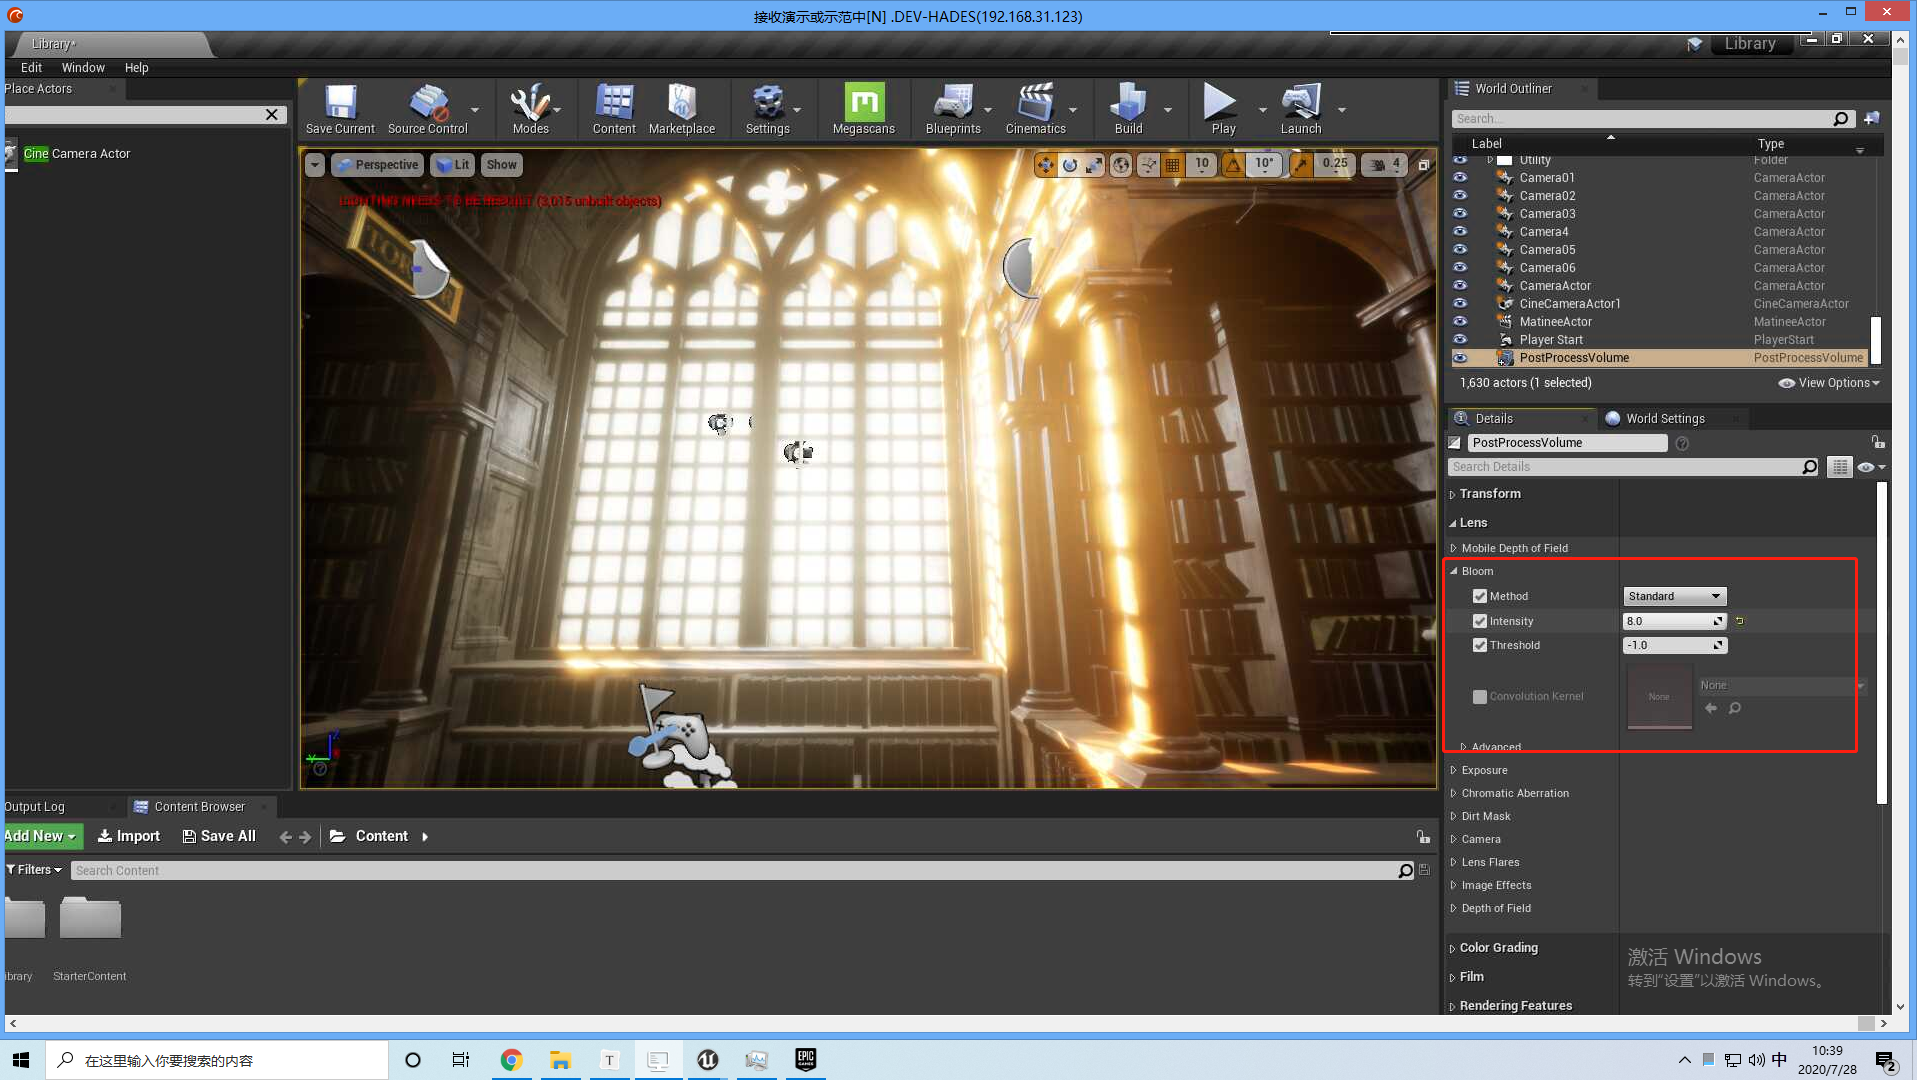 接收演示或示范中[N] .DEV-HADES(192.168.31.123)
Library*
Library
Edit
Window
Help
Place Actors
Cine Camera Actor
Save Current
Source Control
Modes
Content
Marketplace
Settings
Megascans
Blueprints
Cinematics
Build
Play
Launch
Perspective
Lit
Show
10
10°
0.25
4
LIGHTING NEEDS TO BE REBUILT (3,015 unbuilt objects)
World Outliner
Search...
Label
Type
Utility
Folder
Camera01
CameraActor
Camera02
CameraActor
Camera03
CameraActor
Camera4
CameraActor
Camera05
CameraActor
Camera06
CameraActor
CameraActor
CameraActor
CineCameraActor1
CineCameraActor
MatineeActor
MatineeActor
Player Start
PlayerStart
PostProcessVolume
PostProcessVolume
1,630 actors (1 selected)
View Options
Details
World Settings
PostProcessVolume
Search Details
Transform
Lens
Mobile Depth of Field
Bloom
Method
Standard
Intensity
8.0
Threshold
-1.0
Convolution Kernel
None
None
Advanced
Exposure
Chromatic Aberration
Dirt Mask
Camera
Lens Flares
Image Effects
Depth of Field
Color Grading
Film
Rendering Features
激活 Windows
转到"设置"以激活 Windows。
Output Log
Content Browser
Add New
Import
Save All
Content
Filters
Search Content
ibrary
StarterContent
在这里输入你要搜索的内容
T
EPIC
GAMES
中
10:39
2020/7/28
2